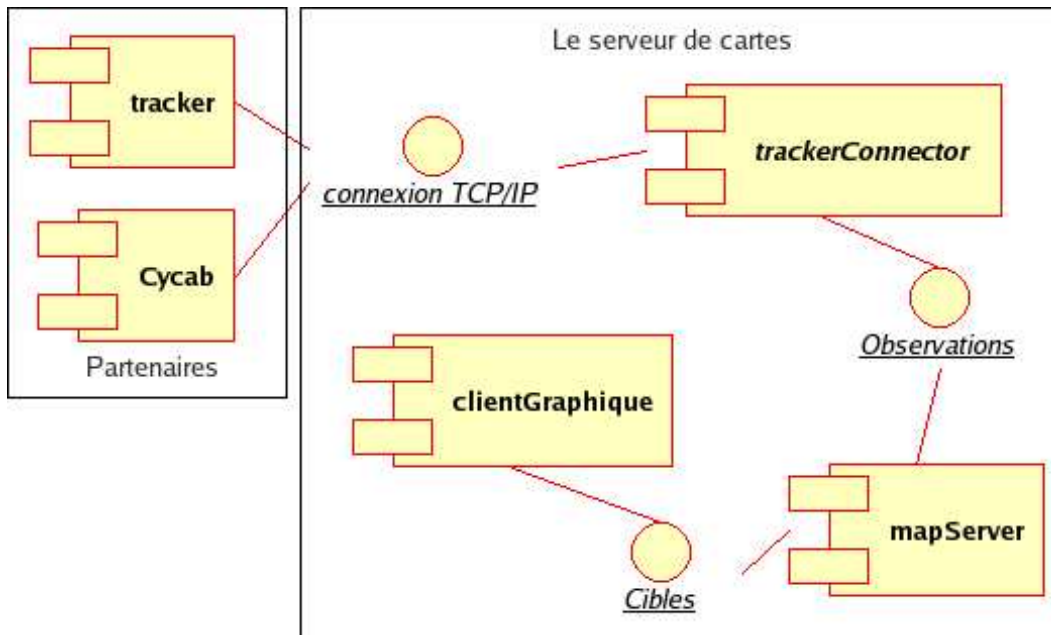 Le serveur de cartes
tracker
trackerConnector
connexion TCP/IP
Cycab
Observations
Partenaires
clientGraphique
mapServer
Cibles